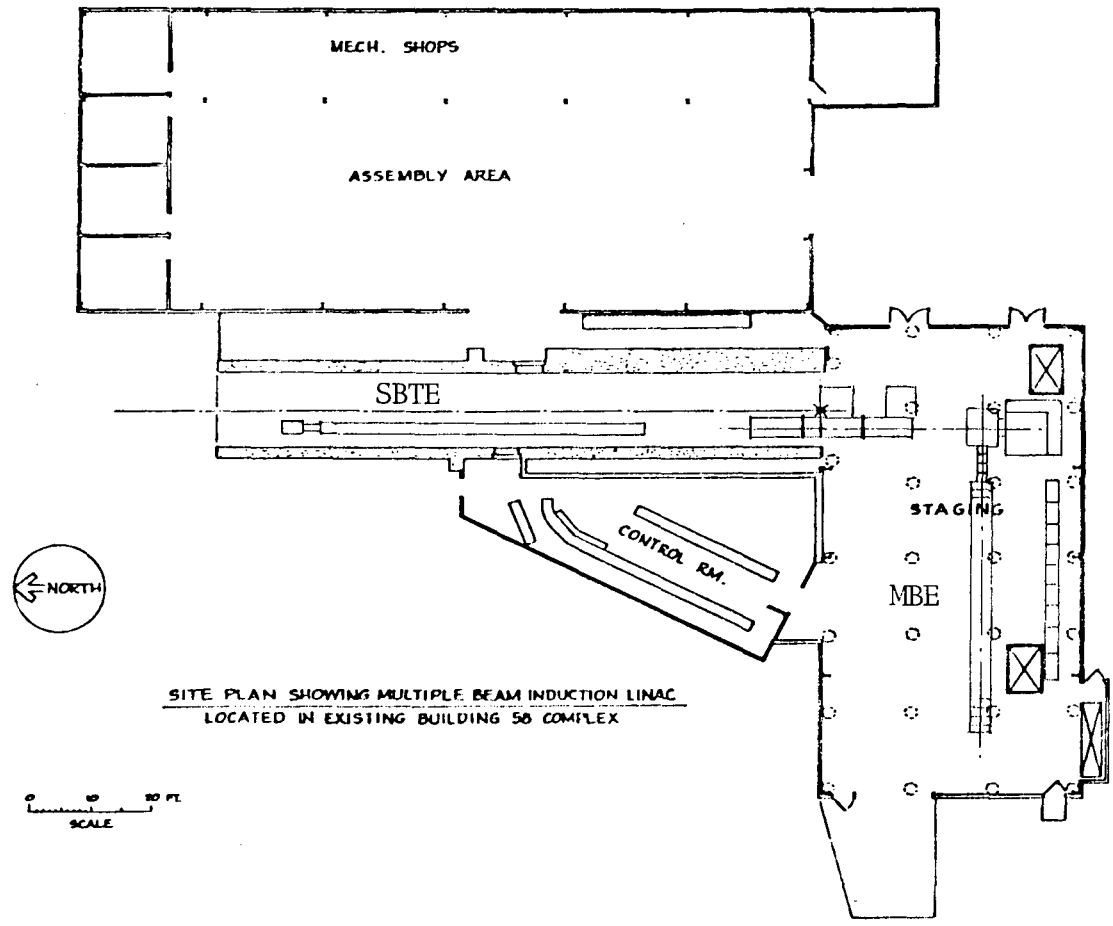 MECH. SHOPS
ASSEMBLY AREA
SBTE
STAGING
CONTROL RM.
MBE
NORTH
SITE PLAN SHOWING MULTIPLE BEAM INDUCTION LINAC
LOCATED IN EXISTING BUILDING 58 COMPLEX
0 10 20 FT.
SCALE